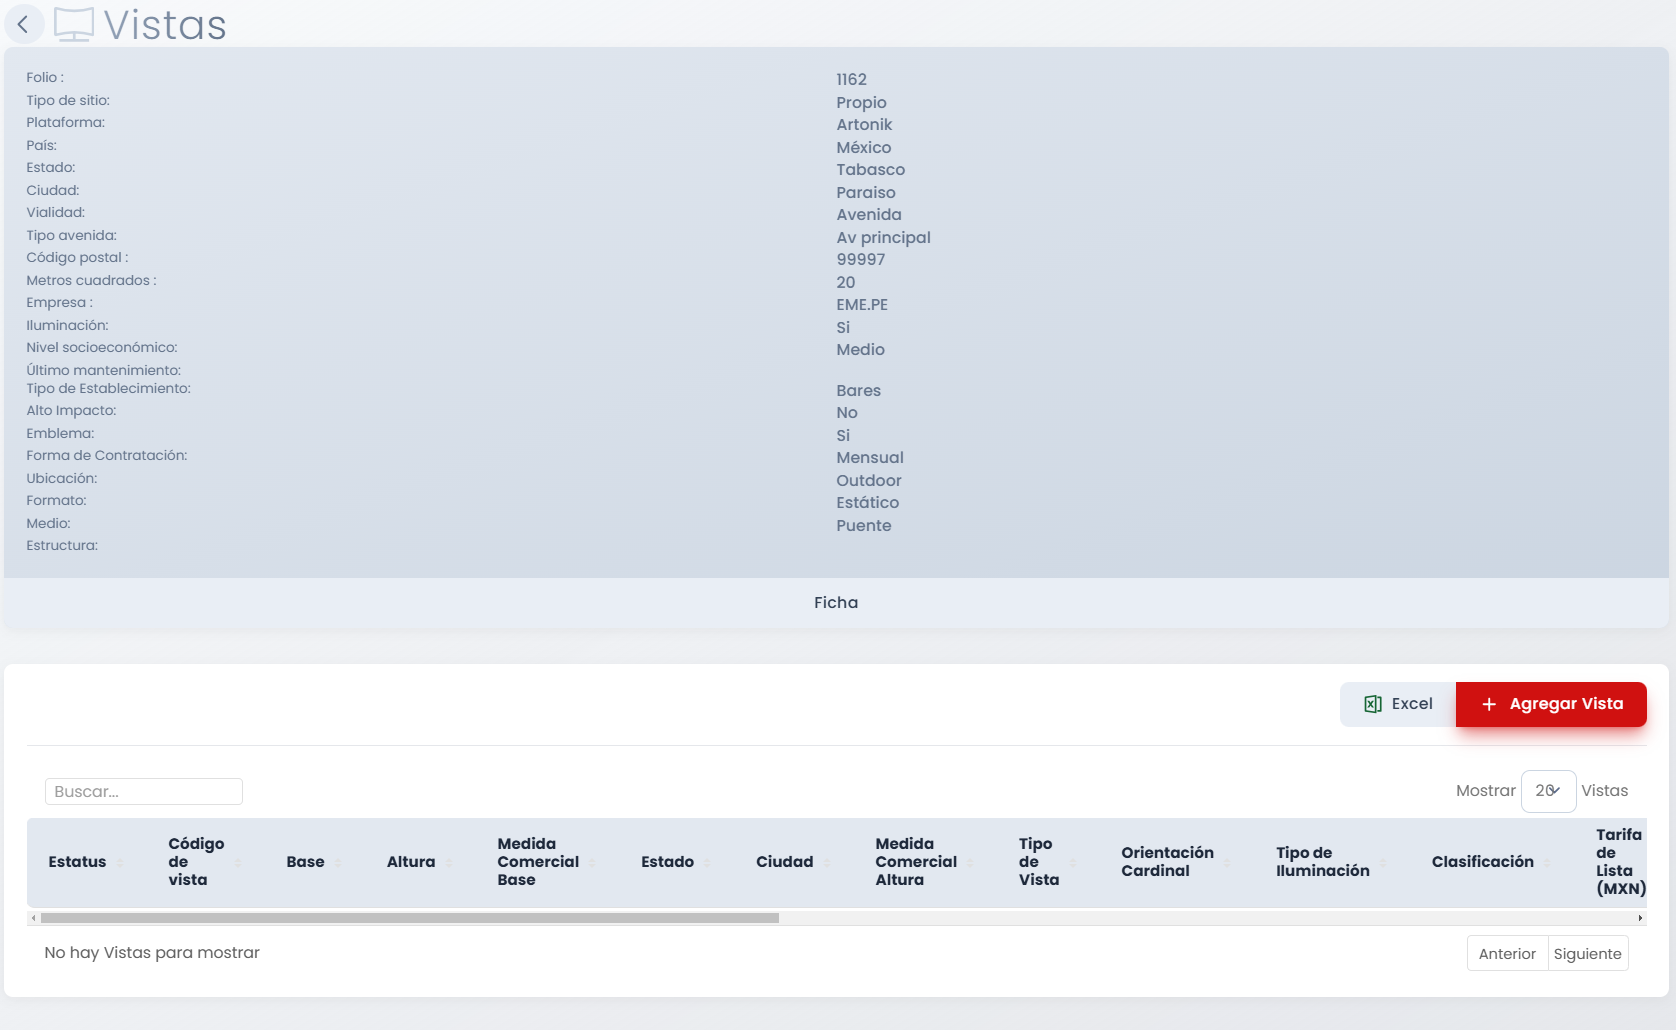 Vistas
Folio : 1162
Tipo de sitio: Propio
Plataforma: Artonik
País: México
Estado: Tabasco
Ciudad: Paraiso
Vialidad: Avenida
Tipo avenida: Av principal
Código postal : 99997
Metros cuadrados : 20
Empresa : EME.PE
Iluminación: Si
Nivel socioeconómico: Medio
Último mantenimiento:
Tipo de Establecimiento: Bares
Alto Impacto: No
Emblema: Si
Forma de Contratación: Mensual
Ubicación: Outdoor
Formato: Estático
Medio: Puente
Estructura:
Ficha
Excel
+ Agregar Vista
Buscar...
Mostrar 20 Vistas
Estatus
Código
de
vista
Base
Altura
Medida
Comercial
Base
Estado
Ciudad
Medida
Comercial
Altura
Tipo
de
Vista
Orientación
Cardinal
Tipo de
Iluminación
Clasificación
Tarifa
de
Lista
(MXN)
No hay Vistas para mostrar
Anterior Siguiente